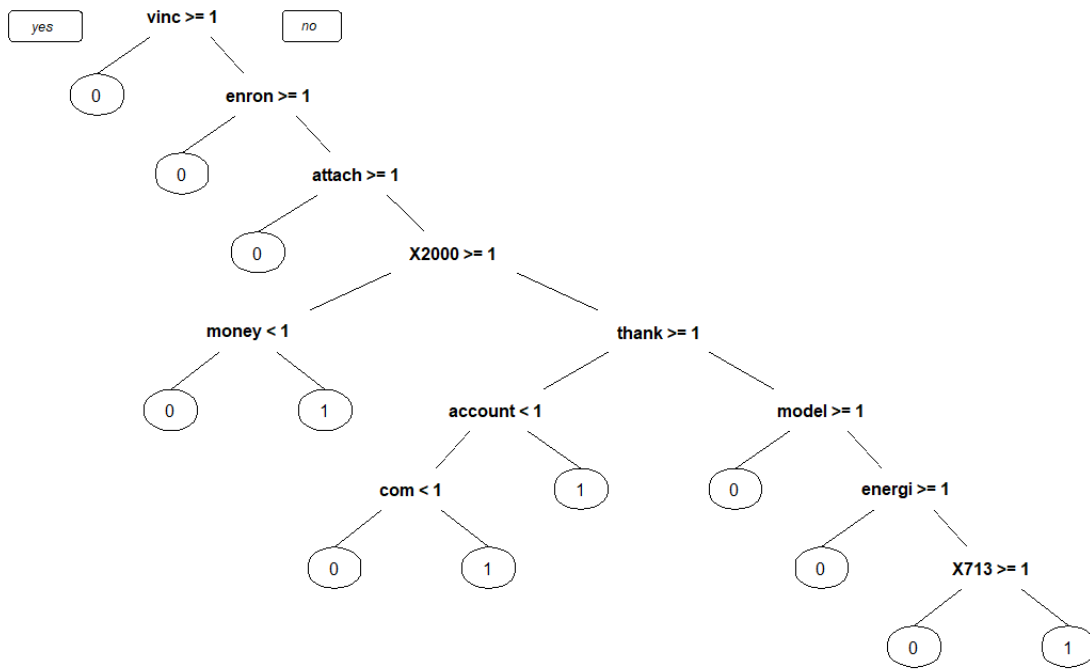 yes
vinc >= 1
no
0
enron >= 1
0
attach >= 1
0
X2000 >= 1
money < 1
thank >= 1
0
1
account < 1
model >= 1
com < 1
1
0
energi >= 1
0
1
0
X713 >= 1
0
1